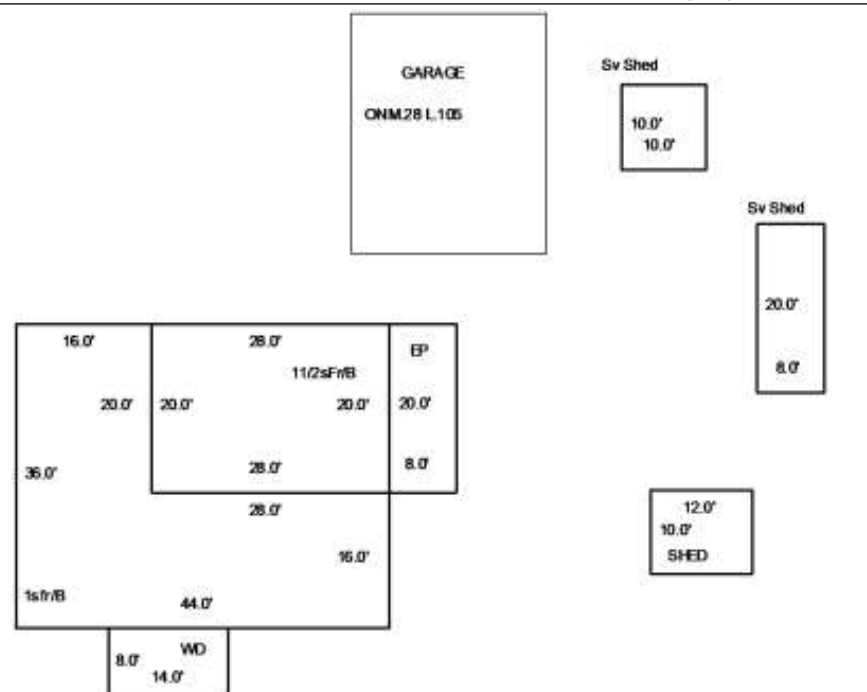 GARAGE
ONM.28 L.105
Sv Shed
10.0'
10.0'
Sv Shed
20.0'
8.0'
16.0'
28.0'
EP
11/2sFr/B
20.0'
20.0'
20.0'
20.0'
36.0'
28.0'
8.0'
28.0'
16.0'
1sfr/B
44.0'
12.0'
10.0'
SHED
WD
8.0'
14.0'